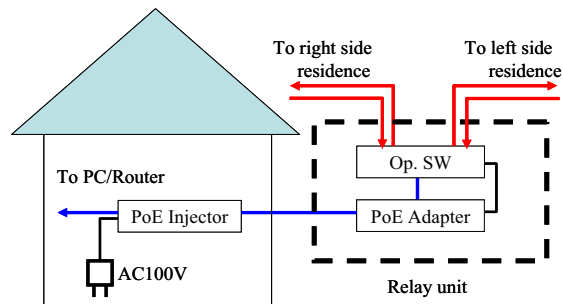 To right side
residence
To left side
residence
Op. SW
To PC/Router
PoE Injector
PoE Adapter
AC100V
Relay unit